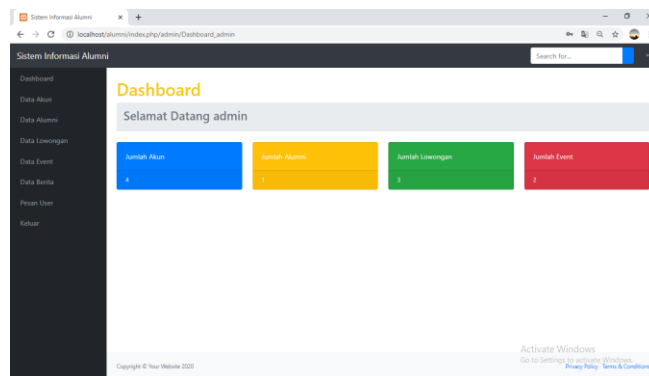 Sistem Informasi Alumni
localhost/alumni/index.php/admin/Dashboard_admin
Sistem Informasi Alumni
Search for...
Dashboard
Data Akun
Data Alumni
Data Lowongan
Data Event
Data Berita
Pesan User
Keluar
Dashboard
Selamat Datang admin
Jumlah Akun
4
Jumlah Alumni
1
Jumlah Lowongan
3
Jumlah Event
2
Activate Windows
Go to Settings to activate Windows.
Copyright © Your Website 2020
Privacy Policy · Terms & Conditions